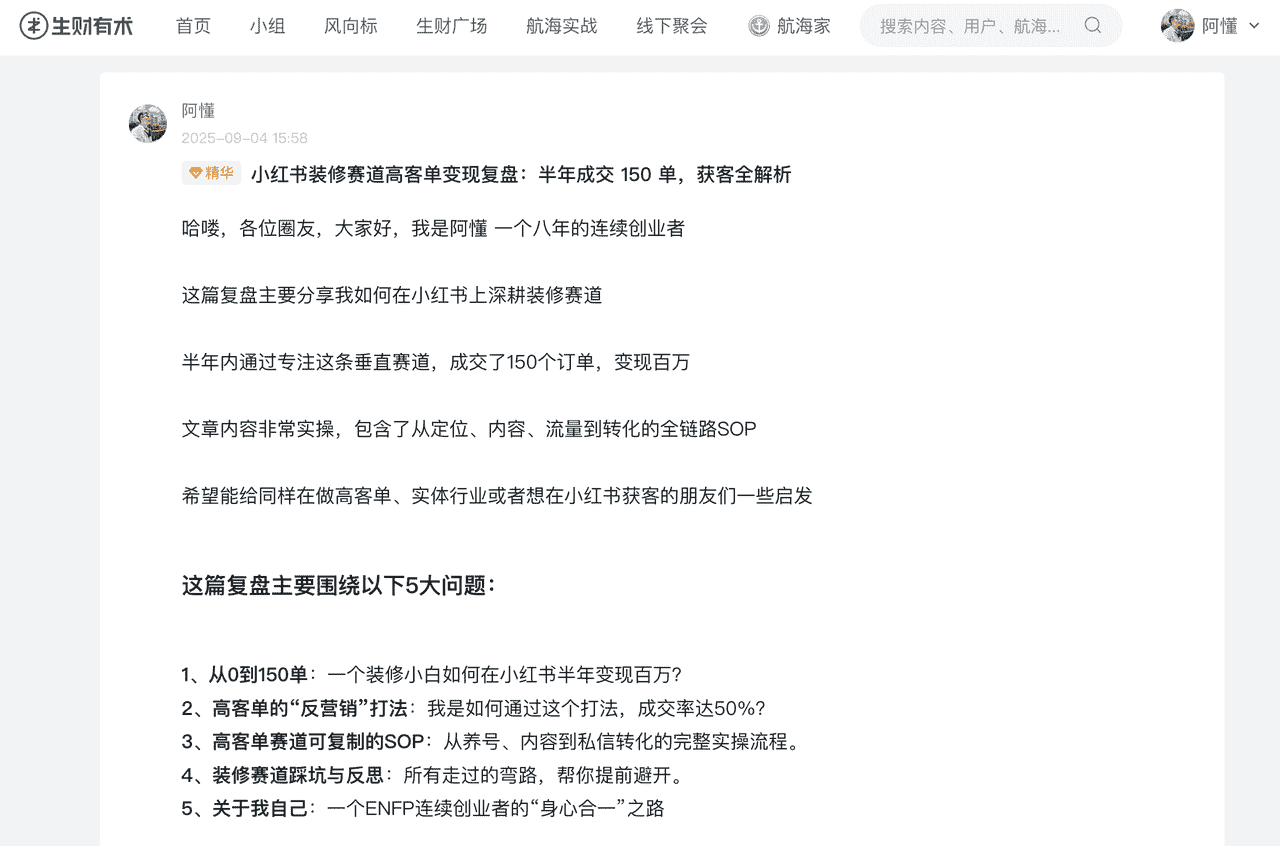 生财有术 首页 小组 风向标 生财广场 航海实战 线下聚会 航海家 搜索内容、用户、航海... 阿懂
阿懂
2025-09-04 15:58
精华 小红书装修赛道高客单变现复盘：半年成交 150 单，获客全解析
哈喽，各位圈友，大家好，我是阿懂 一个八年的连续创业者
这篇复盘主要分享我如何在小红书上深耕装修赛道
半年内通过专注这条垂直赛道，成交了150个订单，变现百万
文章内容非常实操，包含了从定位、内容、流量到转化的全链路SOP
希望能给同样在做高客单、实体行业或者想在小红书获客的朋友们一些启发
这篇复盘主要围绕以下5大问题：
1、从0到150单：一个装修小白如何在小红书半年变现百万?
2、高客单的“反营销”打法：我是如何通过这个打法，成交率达50%?
3、高客单赛道可复制的SOP：从养号、内容到私信转化的完整实操流程。
4、装修赛道踩坑与反思：所有走过的弯路，帮你提前避开。
5、关于我自己：一个ENFP连续创业者的“身心合一”之路